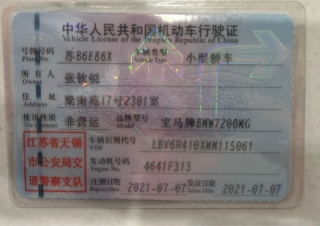 中华人民共和国机动车行驶证
Vehicle License of the People's Republic of China
号牌号码 苏B6E86X 车辆类型 小型轿车
Plate No. Vehicle Type
所有人 张
Owner
住址 梁南苑17号2301室
Address
使用性质 非营运 品牌型号 宝马牌BMW7200MG
Use Character Model
江苏省无锡
市公安局交
通警察支队
车辆识别代号 LBV6R410XMM115061
VIN
发动机号码 4641F313
Engine No.
注册日期 2021-07-07 发证日期 2021-07-07
Register Date Issue Date